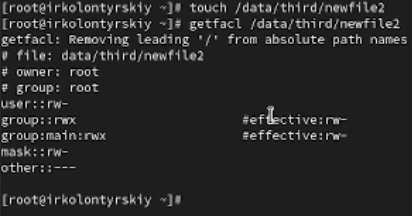 [root@irkolontyrskiy ~]# touch /data/third/newfile2
[root@irkolontyrskiy ~]# getfacl /data/third/newfile2
getfacl: Removing leading '/' from absolute path names
# file: data/third/newfile2
# owner: root
# group: root
user::rw-
group::rwx #effective:rw-
group:main:rwx #effective:rw-
mask::rw-
other::---
[root@irkolontyrskiy ~]#